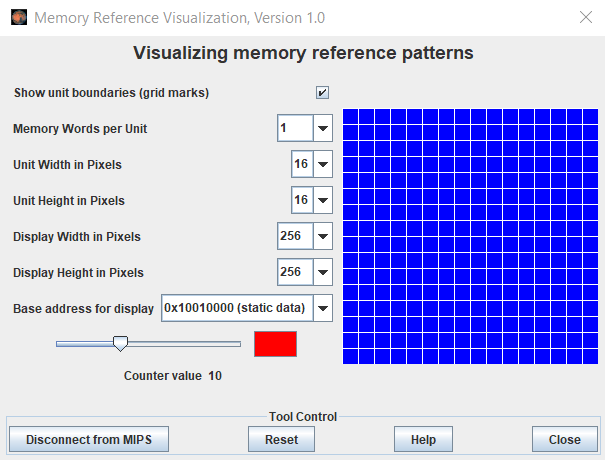 Memory Reference Visualization, Version 1.0
Visualizing memory reference patterns
Show unit boundaries (grid marks)
Memory Words per Unit 1
Unit Width in Pixels 16
Unit Height in Pixels 16
Display Width in Pixels 256
Display Height in Pixels 256
Base address for display 0x10010000 (static data)
Counter value 10
Tool Control
Disconnect from MIPS Reset Help Close